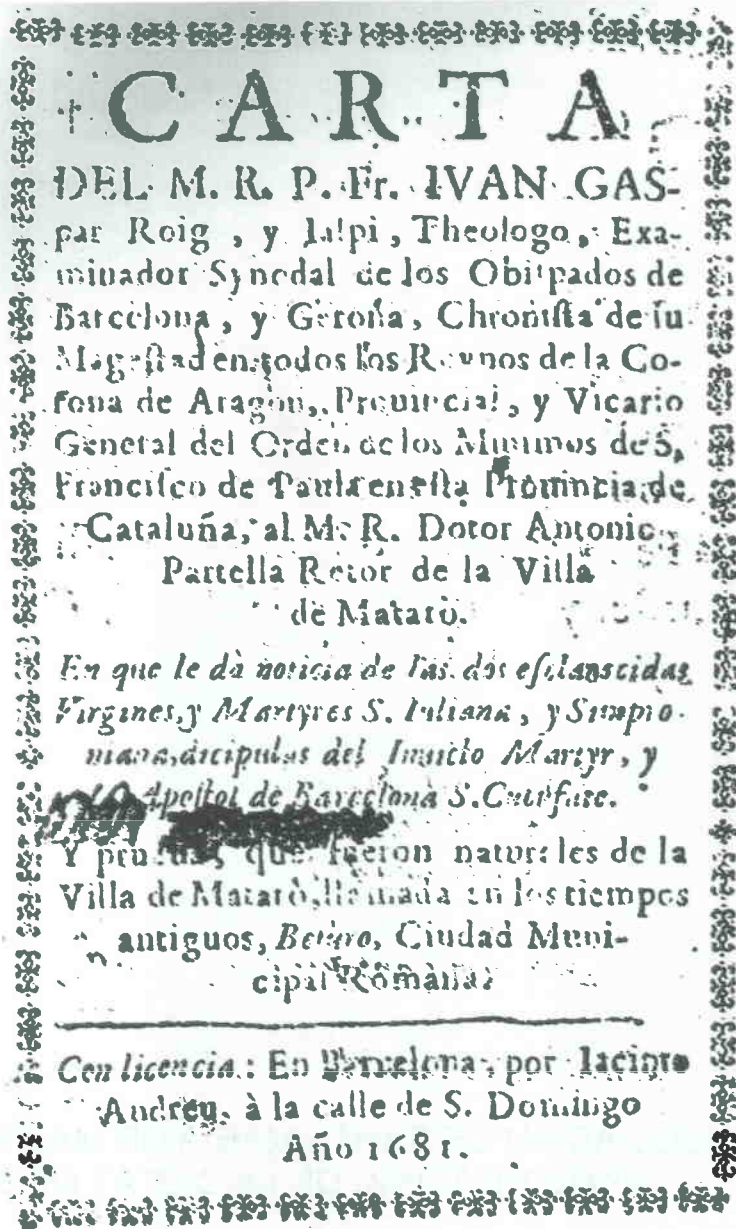 CARTA
DEL M. R. P. Fr. IVAN GAS-
par Roig, y Ialpi, Theologo, Exa-
minador Synodal de los Obispados de
Barcelona, y Gerona, Chronista de su
Magestad en todos los Reynos de la Co-
rona de Aragon, Prouincial, y Vicario
General del Orden de los Minimos de S.
Francisco de Paula en esta Prouincia de
Cataluña, al M. R. Dotor Antonio
Partella Retor de la Villa
de Matarò.
En que le dà noticia de las dos esclarecidas
Virgines, y Martyres S. Iuliana, y Simpro-
niana, dicipulas del Inuicto Martyr, y
Apostol de Barcelona S. Cucufate.
Y prueua, que fueron naturales de la
Villa de Matarò, llamada en los tiempos
antiguos, Beturo, Ciudad Muni-
cipal Romana.
Con licencia: En Barcelona, por Iacinto
Andreu, à la calle de S. Domingo
Año 1681.